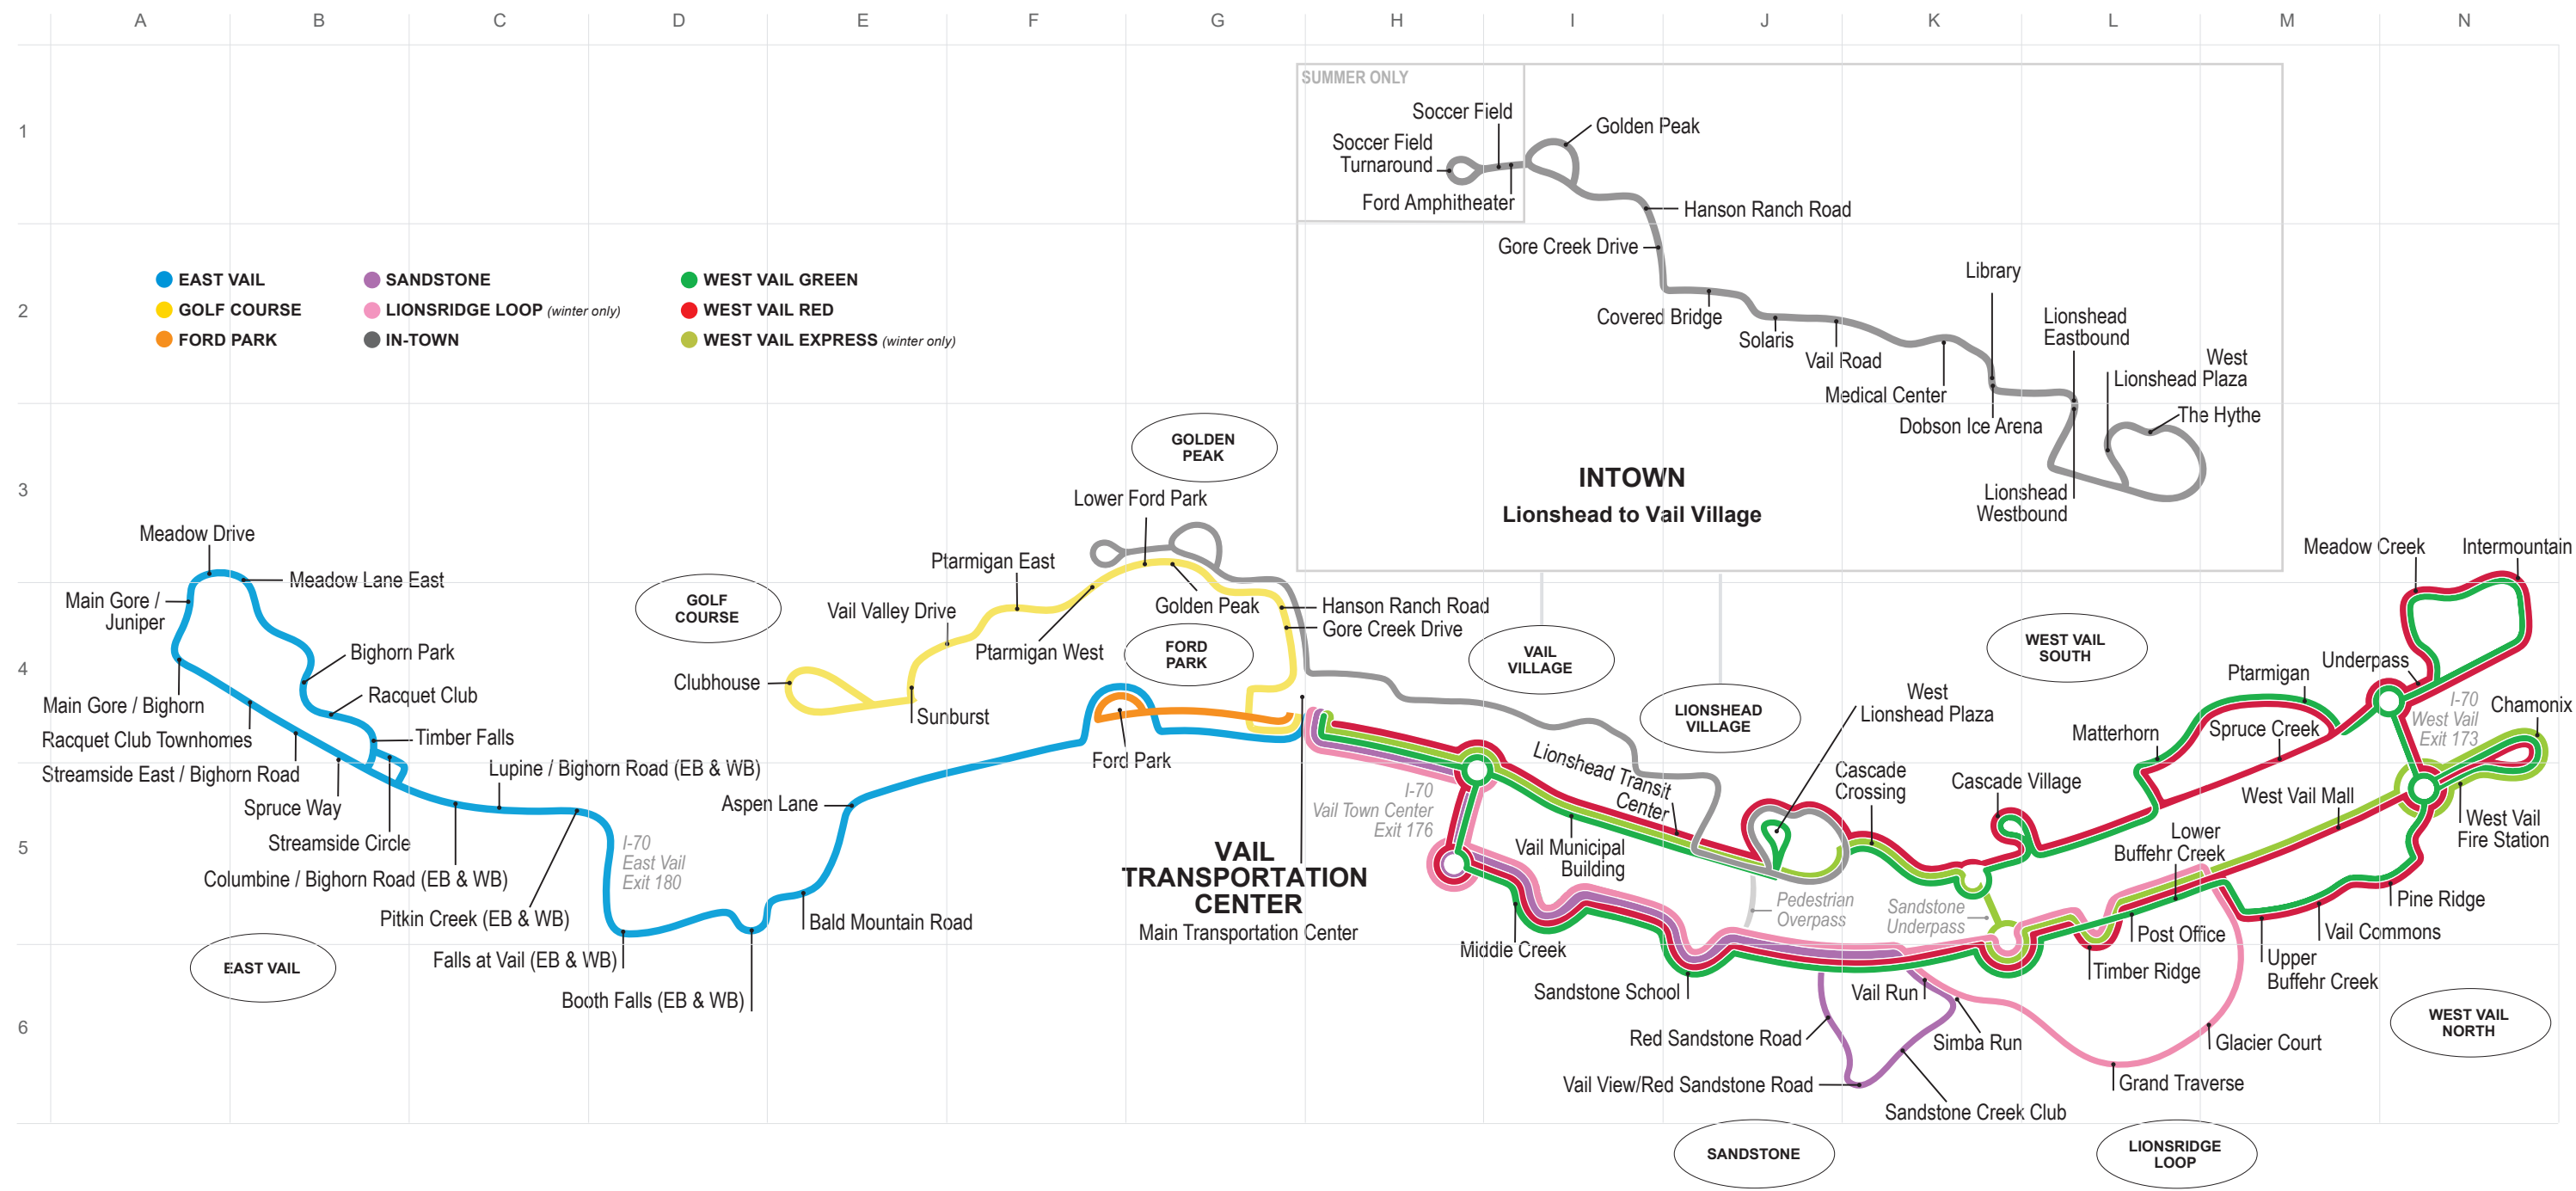 A B C D E F G H I J K L M N
1
2
3
4
5
6
SUMMER ONLY
Soccer Field
Soccer Field
Turnaround
Ford Amphitheater
Golden Peak
Hanson Ranch Road
Gore Creek Drive
Covered Bridge
Solaris
Vail Road
Medical Center
Library
Dobson Ice Arena
Lionshead
Eastbound
West
Lionshead Plaza
The Hythe
Lionshead
Westbound
INTOWN
Lionshead to Vail Village
EAST VAIL
GOLF COURSE
FORD PARK
SANDSTONE
LIONSRIDGE LOOP (winter only)
IN-TOWN
WEST VAIL GREEN
WEST VAIL RED
WEST VAIL EXPRESS (winter only)
GOLDEN
PEAK
Lower Ford Park
Meadow Drive
Meadow Lane East
Main Gore /
Juniper
Bighorn Park
Racquet Club
Main Gore / Bighorn
Racquet Club Townhomes
Timber Falls
Streamside East / Bighorn Road
Spruce Way
Streamside Circle
Lupine / Bighorn Road (EB & WB)
Columbine / Bighorn Road (EB & WB)
Pitkin Creek (EB & WB)
Falls at Vail (EB & WB)
Booth Falls (EB & WB)
EAST VAIL
I-70
East Vail
Exit 180
Bald Mountain Road
Aspen Lane
GOLF
COURSE
Clubhouse
Sunburst
Vail Valley Drive
Ptarmigan East
Ptarmigan West
Golden Peak
FORD
PARK
Ford Park
Hanson Ranch Road
Gore Creek Drive
VAIL
VILLAGE
LIONSHEAD
VILLAGE
VAIL
TRANSPORTATION
CENTER
Main Transportation Center
I-70
Vail Town Center
Exit 176
Lionshead Transit
Center
Vail Municipal
Building
West
Lionshead Plaza
Cascade
Crossing
Cascade Village
Pedestrian
Overpass
Sandstone
Underpass
Middle Creek
Sandstone School
Red Sandstone Road
Vail View/Red Sandstone Road
Vail Run
Simba Run
Sandstone Creek Club
SANDSTONE
WEST VAIL
SOUTH
Matterhorn
Ptarmigan
Spruce Creek
Underpass
Meadow Creek
Intermountain
I-70
West Vail
Exit 173
Chamonix
West Vail Mall
West Vail
Fire Station
Lower
Buffehr Creek
Post Office
Timber Ridge
Pine Ridge
Vail Commons
Upper
Buffehr Creek
Glacier Court
Grand Traverse
WEST VAIL
NORTH
LIONSRIDGE
LOOP